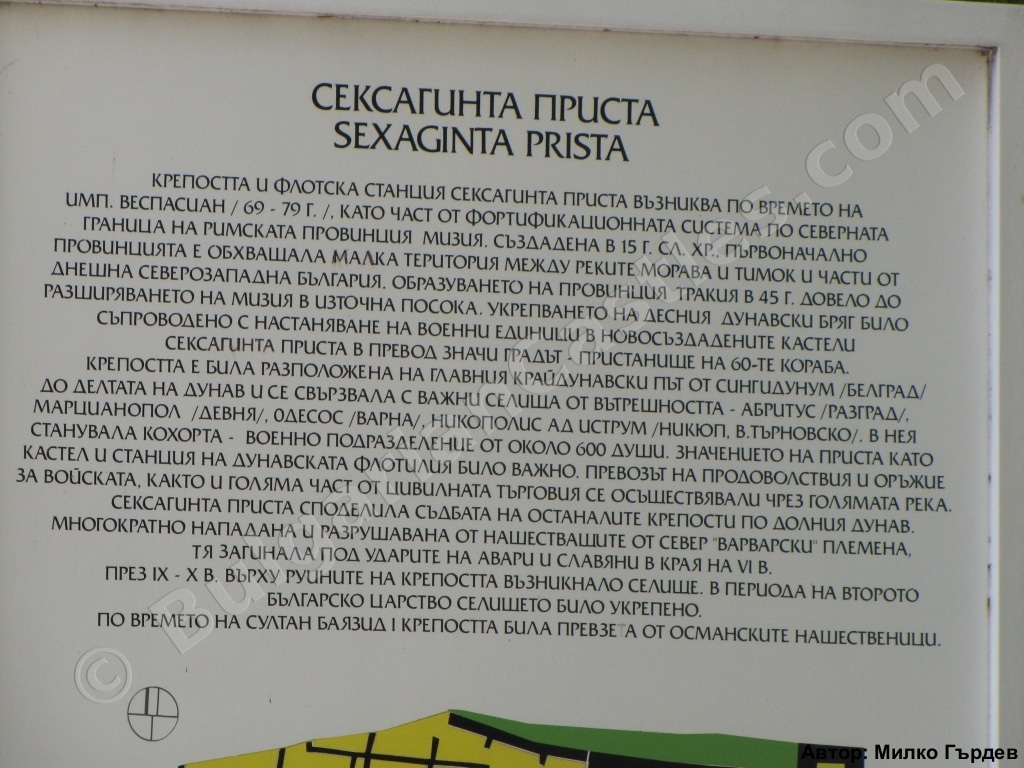 СЕКСАГИНТА ПРИСТА
SEXAGINTA PRISTA
КРЕПОСТТА И ФЛОТСКА СТАНЦИЯ СЕКСАГИНТА ПРИСТА ВЪЗНИКВА ПО ВРЕМЕТО НА
ИМП. ВЕСПАСИАН / 69 - 79 Г. /, КАТО ЧАСТ ОТ ФОРТИФИКАЦИОННАТА СИСТЕМА ПО СЕВЕРНАТА
ГРАНИЦА НА РИМСКАТА ПРОВИНЦИЯ МИЗИЯ. СЪЗДАДЕНА В 15 Г. СЛ. ХР., ПЪРВОНАЧАЛНО
ПРОВИНЦИЯТА Е ОБХВАЩАЛА МАЛКА ТЕРИТОРИЯ МЕЖДУ РЕКИТЕ МОРАВА И ТИМОК И ЧАСТИ ОТ
ДНЕШНА СЕВЕРОЗАПАДНА БЪЛГАРИЯ. ОБРАЗУВАНЕТО НА ПРОВИНЦИЯ ТРАКИЯ В 45 Г. ДОВЕЛО ДО
РАЗШИРЯВАНЕТО НА МИЗИЯ В ИЗТОЧНА ПОСОКА. УКРЕПВАНЕТО НА ДЕСНИЯ ДУНАВСКИ БРЯГ БИЛО
СЪПРОВОДЕНО С НАСТАНЯВАНЕ НА ВОЕННИ ЕДИНИЦИ В НОВОСЪЗДАДЕНИТЕ КАСТЕЛИ
СЕКСАГИНТА ПРИСТА В ПРЕВОД ЗНАЧИ ГРАДЪТ - ПРИСТАНИЩЕ НА 60-ТЕ КОРАБА.
КРЕПОСТТА Е БИЛА РАЗПОЛОЖЕНА НА ГЛАВНИЯ КРАЙДУНАВСКИ ПЪТ ОТ СИНГИДУНУМ /БЕЛГРАД/
ДО ДЕЛТАТА НА ДУНАВ И СЕ СВЪРЗВАЛА С ВАЖНИ СЕЛИЩА ОТ ВЪТРЕШНОСТТА - АБРИТУС /РАЗГРАД/,
МАРЦИАНОПОЛ /ДЕВНЯ/, ОДЕСОС /ВАРНА/, НИКОПОЛИС АД ИСТРУМ /НИКЮП, В.ТЪРНОВСКО/. В НЕЯ
СТАНУВАЛА КОХОРТА - ВОЕННО ПОДРАЗДЕЛЕНИЕ ОТ ОКОЛО 600 ДУШИ. ЗНАЧЕНИЕТО НА ПРИСТА КАТО
КАСТЕЛ И СТАНЦИЯ НА ДУНАВСКАТА ФЛОТИЛИЯ БИЛО ВАЖНО. ПРЕВОЗЪТ НА ПРОДОВОЛСТВИЯ И ОРЪЖИЕ
ЗА ВОЙСКАТА, КАКТО И ГОЛЯМА ЧАСТ ОТ ЦИВИЛНАТА ТЪРГОВИЯ СЕ ОСЪЩЕСТВЯВАЛИ ЧРЕЗ ГОЛЯМАТА РЕКА.
СЕКСАГИНТА ПРИСТА СПОДЕЛИЛА СЪДБАТА НА ОСТАНАЛИТЕ КРЕПОСТИ ПО ДОЛНИЯ ДУНАВ.
МНОГОКРАТНО НАПАДАНА И РАЗРУШАВАНА ОТ НАШЕСТВАЩИТЕ ОТ СЕВЕР "ВАРВАРСКИ" ПЛЕМЕНА,
ТЯ ЗАГИНАЛА ПОД УДАРИТЕ НА АВАРИ И СЛАВЯНИ В КРАЯ НА VI В.
ПРЕЗ IX - X В. ВЪРХУ РУИНИТЕ НА КРЕПОСТТА ВЪЗНИКНАЛО СЕЛИЩЕ. В ПЕРИОДА НА ВТОРОТО
БЪЛГАРСКО ЦАРСТВО СЕЛИЩЕТО БИЛО УКРЕПЕНО.
ПО ВРЕМЕТО НА СУЛТАН БАЯЗИД I КРЕПОСТТА БИЛА ПРЕВЗЕТА ОТ ОСМАНСКИТЕ НАШЕСТВЕНИЦИ.
© BulgarianCastles.com
Автор: Милко Гърдев